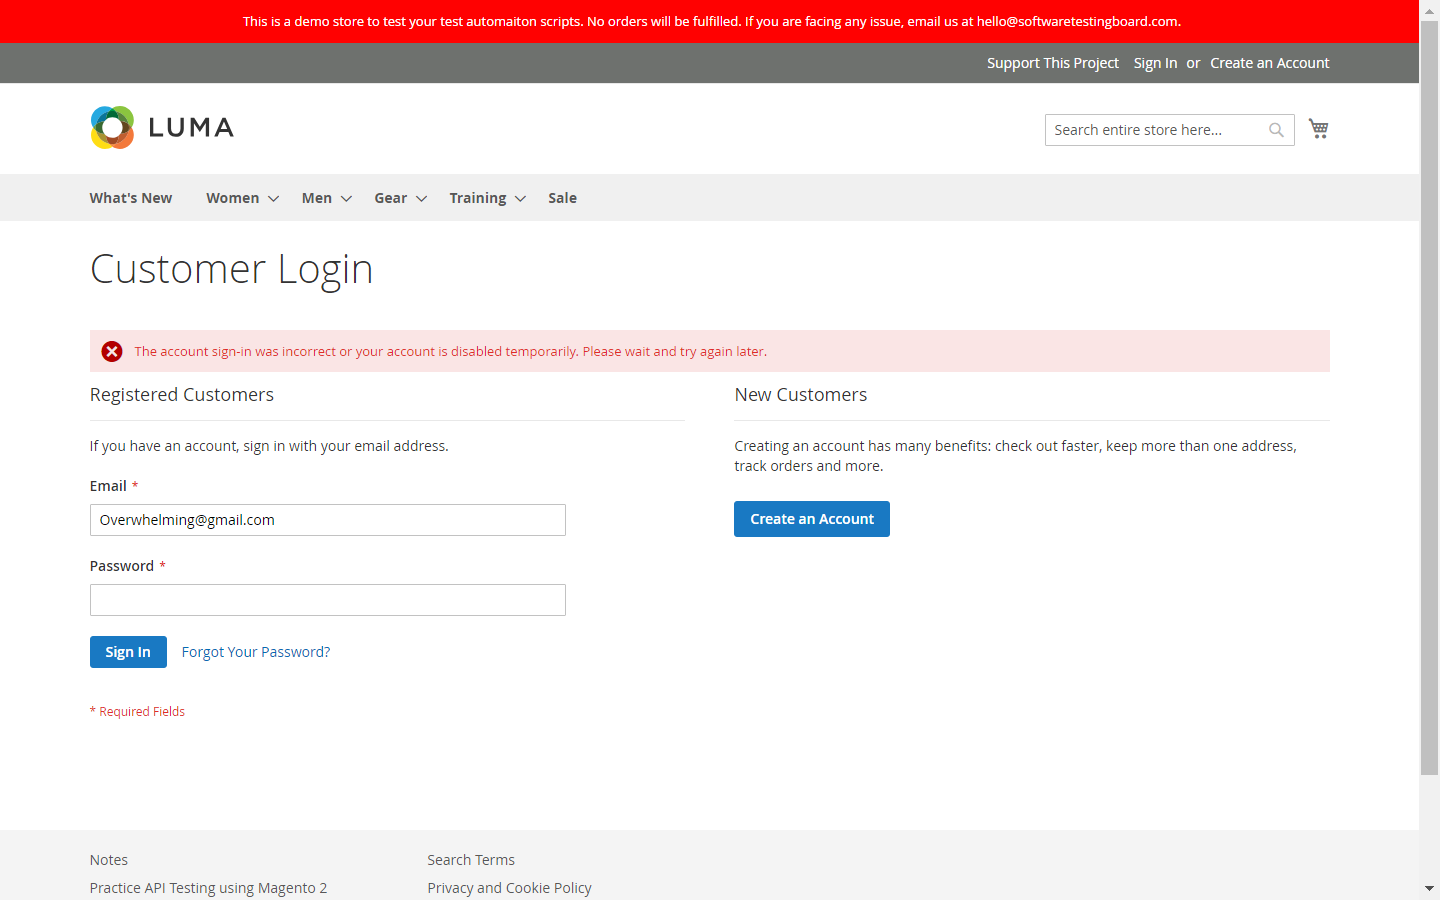 This is a demo store to test your test automaiton scripts. No orders will be fulfilled. If you are facing any issue, email us at hello@softwaretestingboard.com.
Support This Project Sign In or Create an Account
LUMA
Search entire store here...
What's New Women Men Gear Training Sale
Customer Login
The account sign-in was incorrect or your account is disabled temporarily. Please wait and try again later.
Registered Customers
If you have an account, sign in with your email address.
Email *
Overwhelming@gmail.com
Password *
Sign In Forgot Your Password?
* Required Fields
New Customers
Creating an account has many benefits: check out faster, keep more than one address,
track orders and more.
Create an Account
Notes
Practice API Testing using Magento 2
Search Terms
Privacy and Cookie Policy